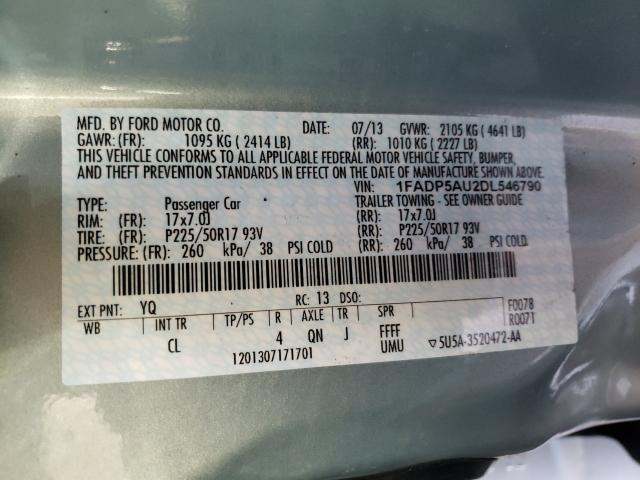 MFD. BY FORD MOTOR CO. DATE: 07/13 GVWR: 2105 KG ( 4641 LB)
GAWR: (FR): 1095 KG ( 2414 LB) (RR): 1010 KG ( 2227 LB)
THIS VEHICLE CONFORMS TO ALL APPLICABLE FEDERAL MOTOR VEHICLE SAFETY, BUMPER,
AND THEFT PREVENTION STANDARDS IN EFFECT ON THE DATE OF MANUFACTURE SHOWN ABOVE.
VIN: 1FADP5AU2DL546790
TYPE: Passenger Car TRAILER TOWING - SEE OWNER GUIDE
RIM: (FR): 17x7.0J (RR): 17x7.0J
TIRE: (FR): P225/50R17 93V (RR): P225/50R17 93V
PRESSURE: (FR): 260 kPa/ 38 PSI COLD (RR): 260 kPa/ 38 PSI COLD
EXT PNT: YQ RC: 13 DSO: F0078
WB INT TR TP/PS R AXLE TR SPR R0071
CL 4 QN J FFFF
UMU ▽5U5A-3520472-AA
1201307171701